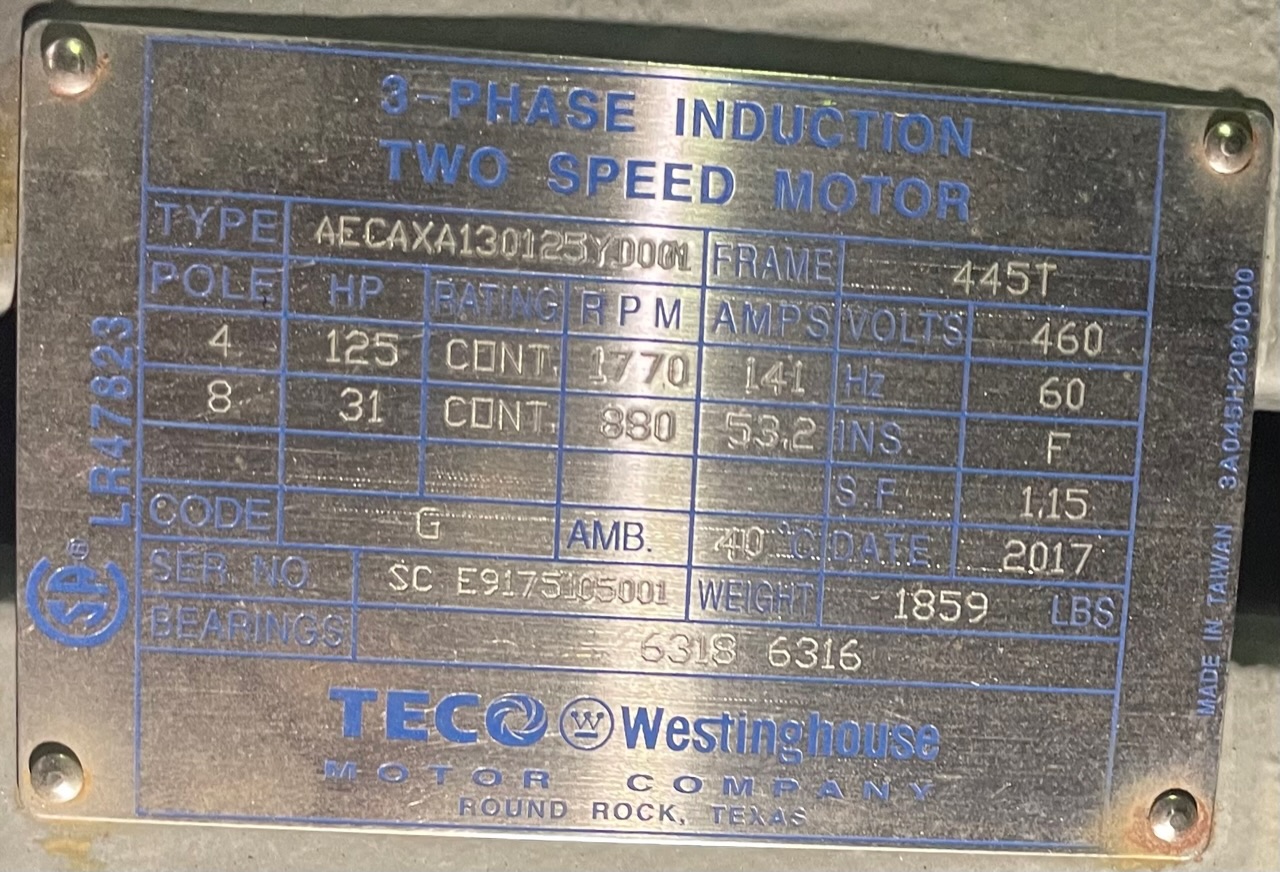 3-PHASE INDUCTION
TWO SPEED MOTOR
TYPE AECAXA130125YD001 FRAME 445T
POLE HP RATING RPM AMPS VOLTS 460
4 125 CONT. 1770 141 Hz 60
8 31 CONT. 880 53.2 INS. F
S.F. 1.15
CODE G AMB. 40 °C DATE 2017
SER. NO. SC E9175105001 WEIGHT 1859 LBS
BEARINGS 6318 6316
TECO Westinghouse
MOTOR COMPANY
ROUND ROCK, TEXAS
LR47823
MADE IN TAIWAN 3A045H2090000